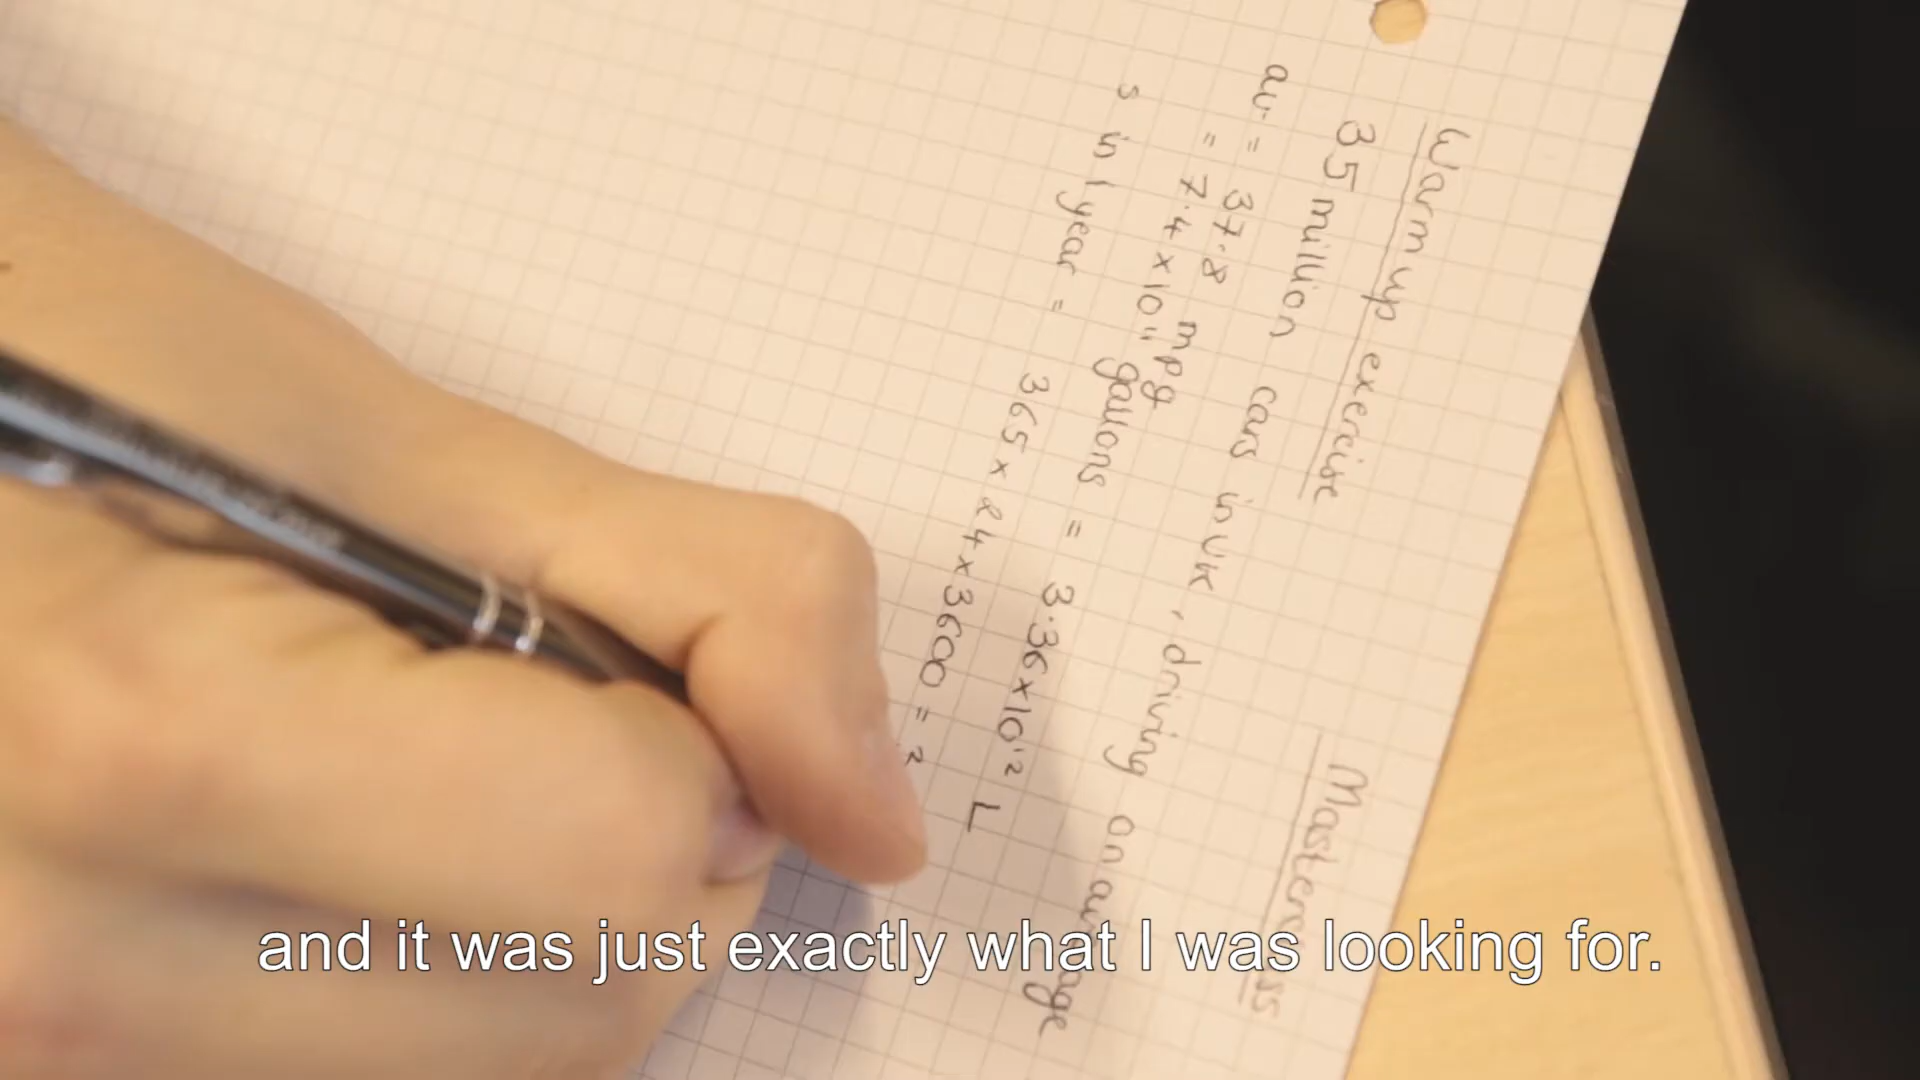 Masterclass
Warm up exercise
35 million cars in UK, driving on average
av = 37.8 mpg
= 7.4 x 10¹¹ gallons = 3.36 x 10¹² L
s in 1 year = 365 x 24 x 3600 =
and it was just exactly what I was looking for.